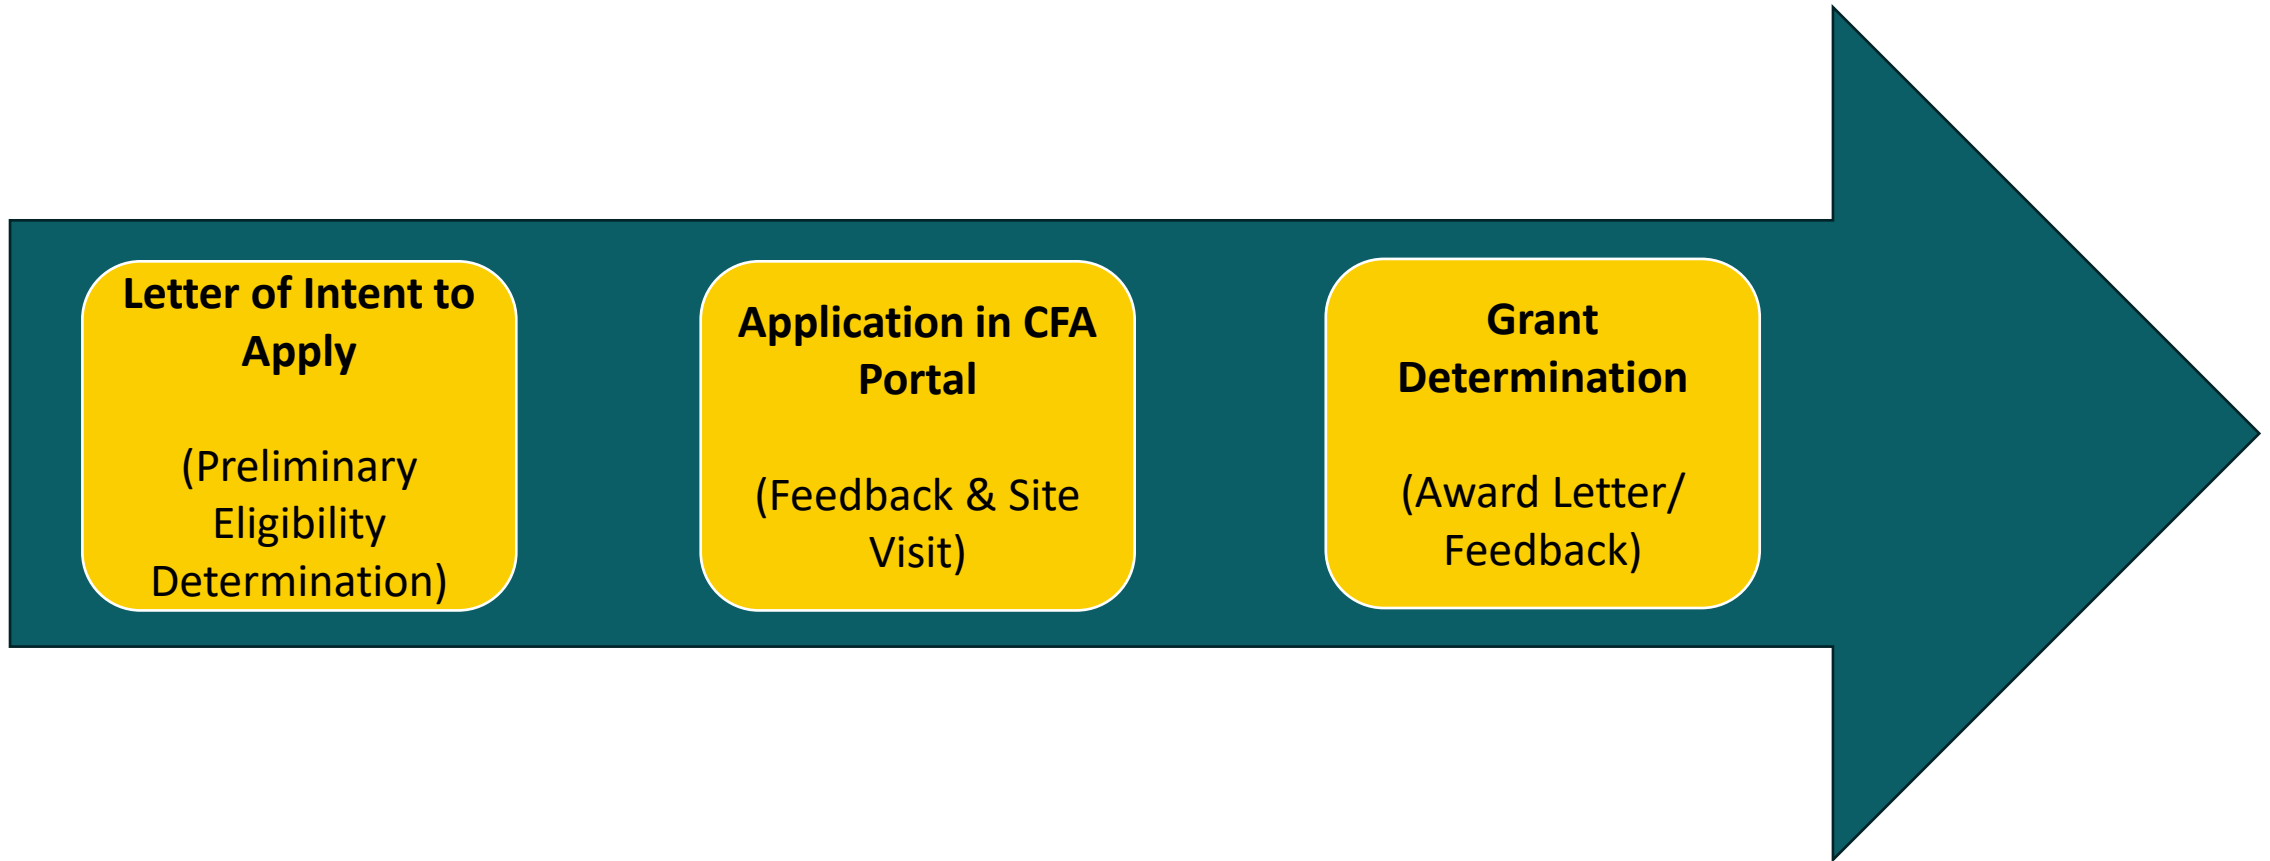 Letter of Intent to
Apply
(Preliminary
Eligibility
Determination)
Application in CFA
Portal
(Feedback & Site
Visit)
Grant
Determination
(Award Letter/
Feedback)